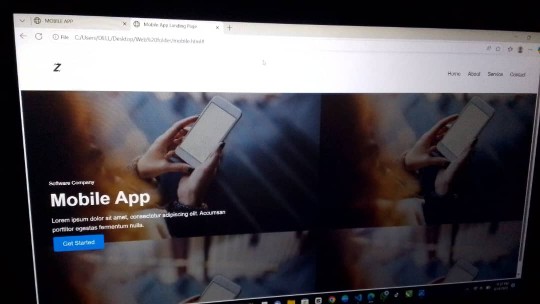 MOBILE APP
Mobile App Landing Page
File
C:/Users/DELL/Desktop/Web%20folder/mobile.html#
Z
Home About Service Contact
Software Company
Mobile App
Lorem ipsum dolor sit amet, consectetur adipiscing elit. Accumsan
porttitor egestas fermentum nulla.
Get Started